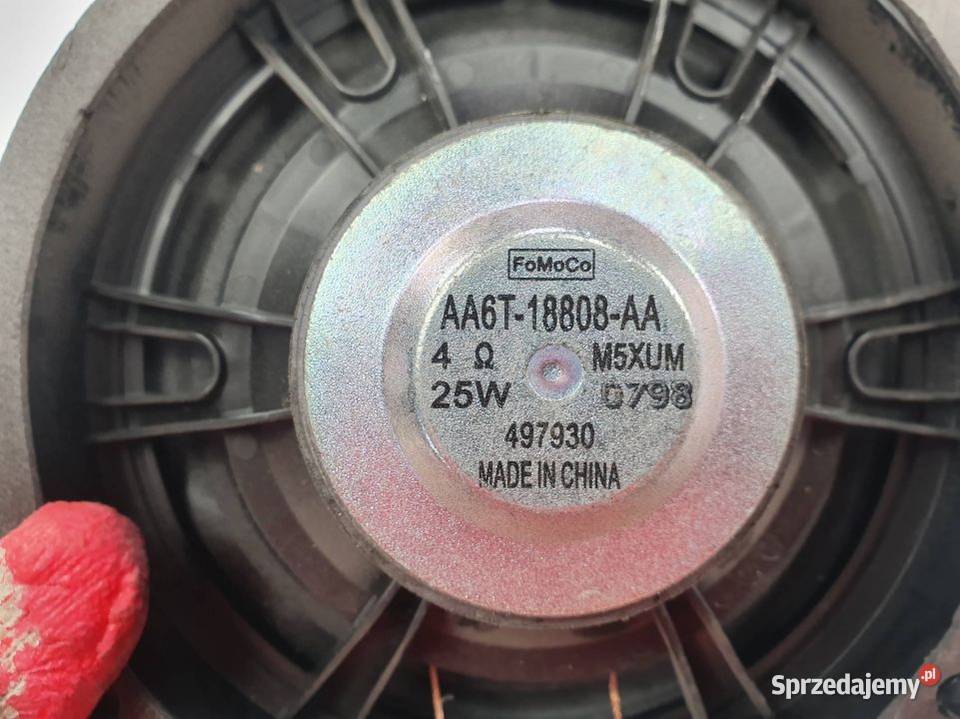 FoMoCo
AA6T-18808-AA
4 Ω M5XUM
25W 0798
497930
MADE IN CHINA
Sprzedajemy.pl